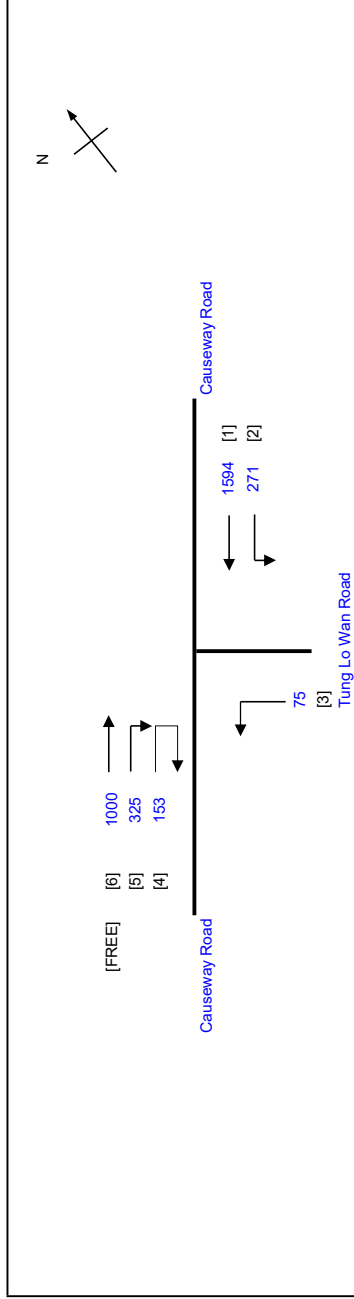 N
[FREE] [6] 1000
[5] 325
[4] 153
Causeway Road
Causeway Road
1594 [1]
271 [2]
75
[3]
Tung Lo Wan Road